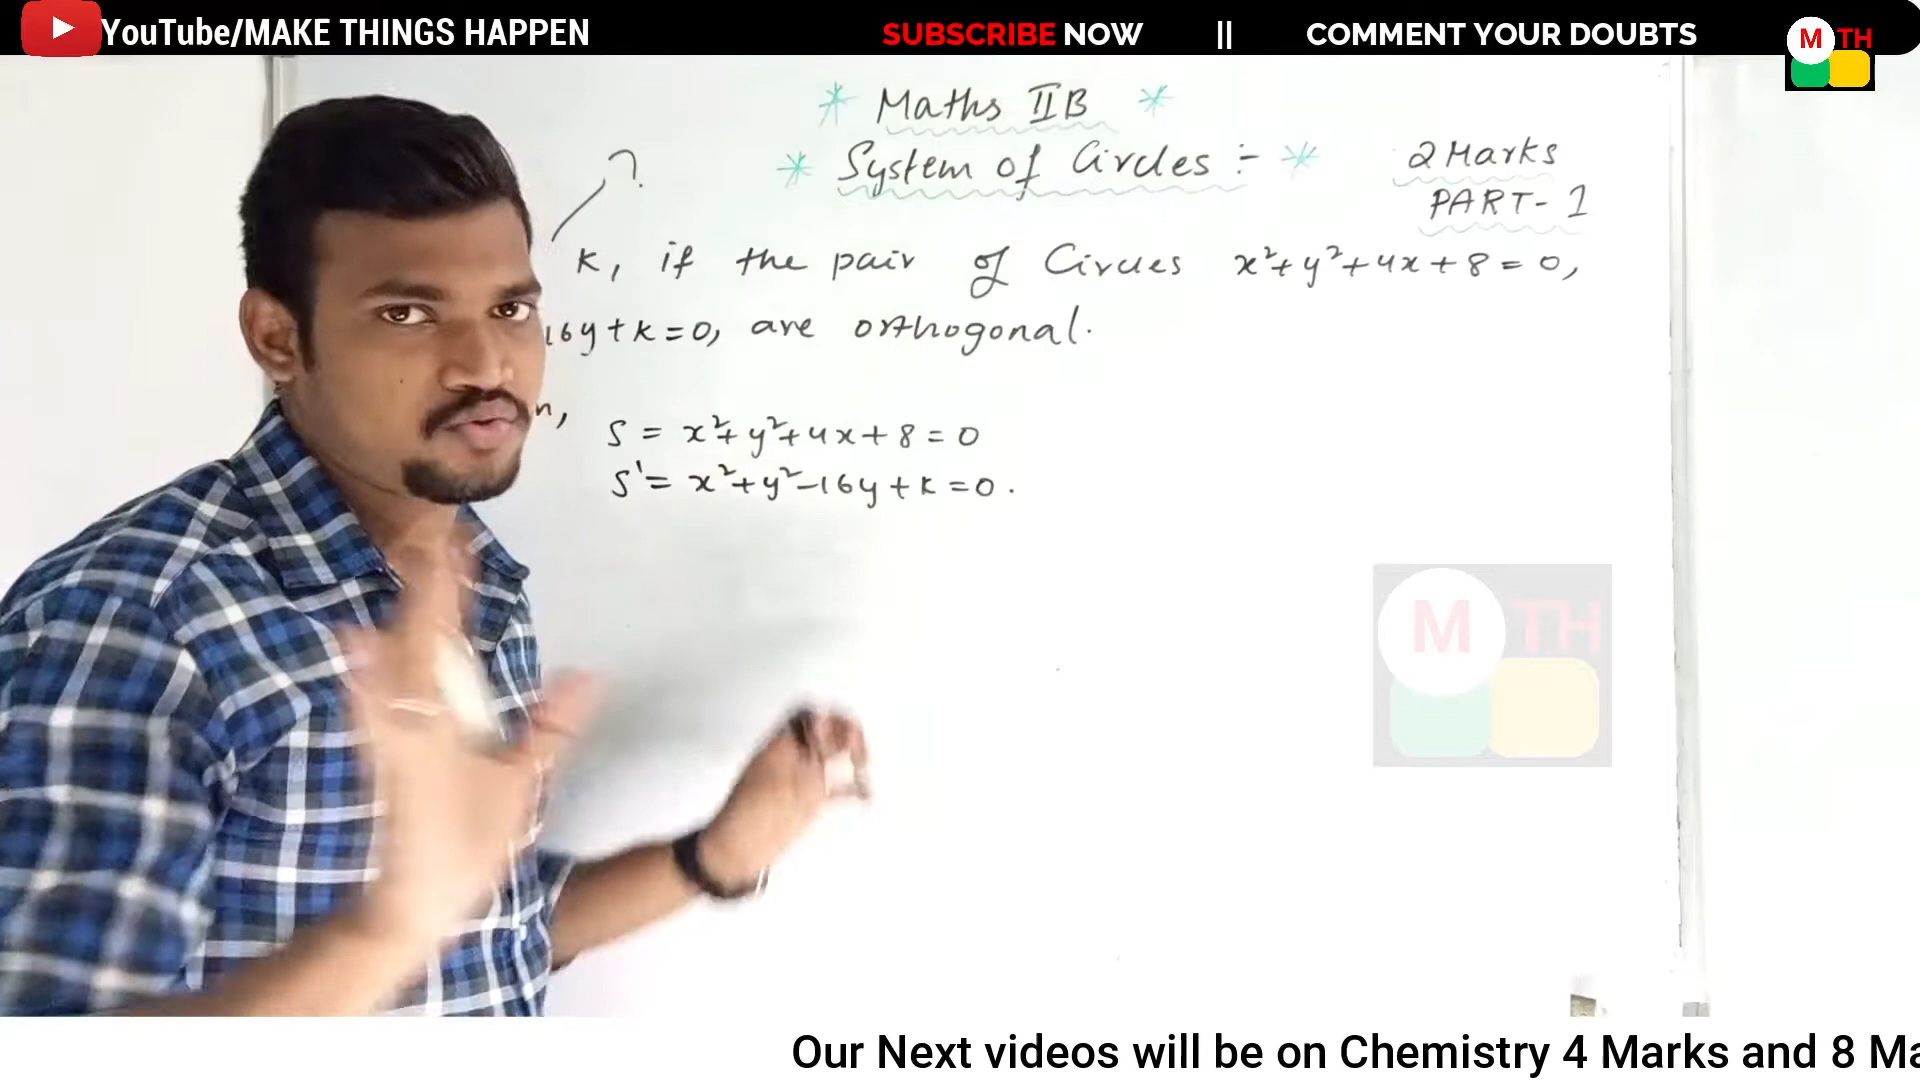 YouTube/MAKE THINGS HAPPEN
SUBSCRIBE NOW || COMMENT YOUR DOUBTS
M TH
* Maths IIB *
* System of Circles :- *
2 Marks
PART-1
?
K, if the pair of Circles x²+y²+4x+8=0,
16y+k=0, are orthogonal.
n,
S = x²+y²+4x+8=0
S'= x²+y²-16y+k=0.
M TH
Our Next videos will be on Chemistry 4 Marks and 8 Ma